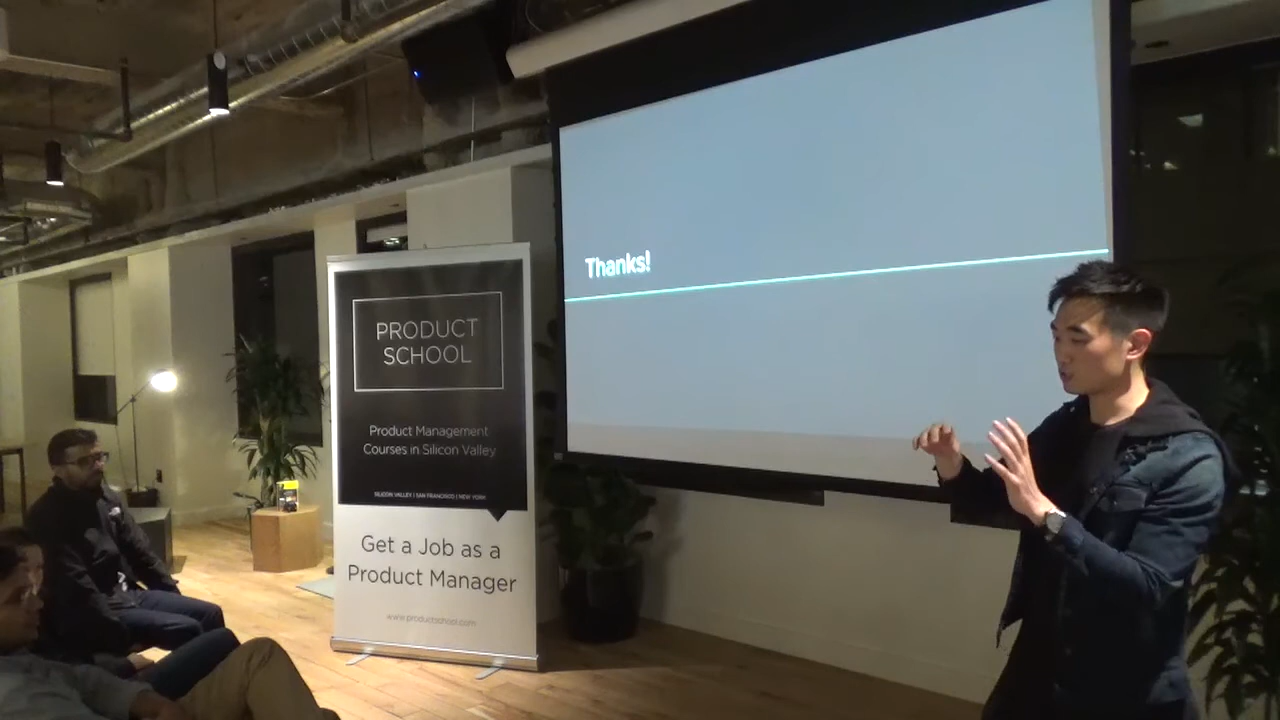 Thanks!
PRODUCT
SCHOOL
Product Management
Courses in Silicon Valley
SILICON VALLEY | SAN FRANCISCO | NEW YORK
Get a Job as a
Product Manager
www.productschool.com